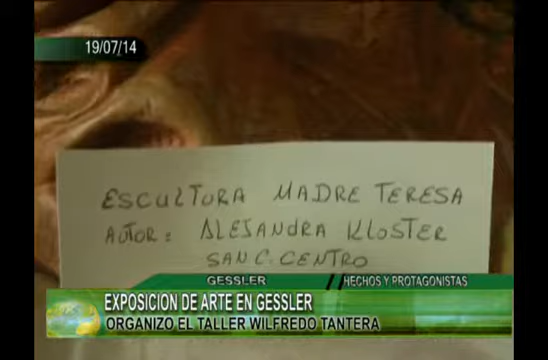 19/07/14
ESCULTURA MADRE TERESA
AUTOR: ALEJANDRA KLOSTER
SAN C. CENTRO
GESSLER // HECHOS Y PROTAGONISTAS
EXPOSICION DE ARTE EN GESSLER
ORGANIZO EL TALLER WILFREDO TANTERA